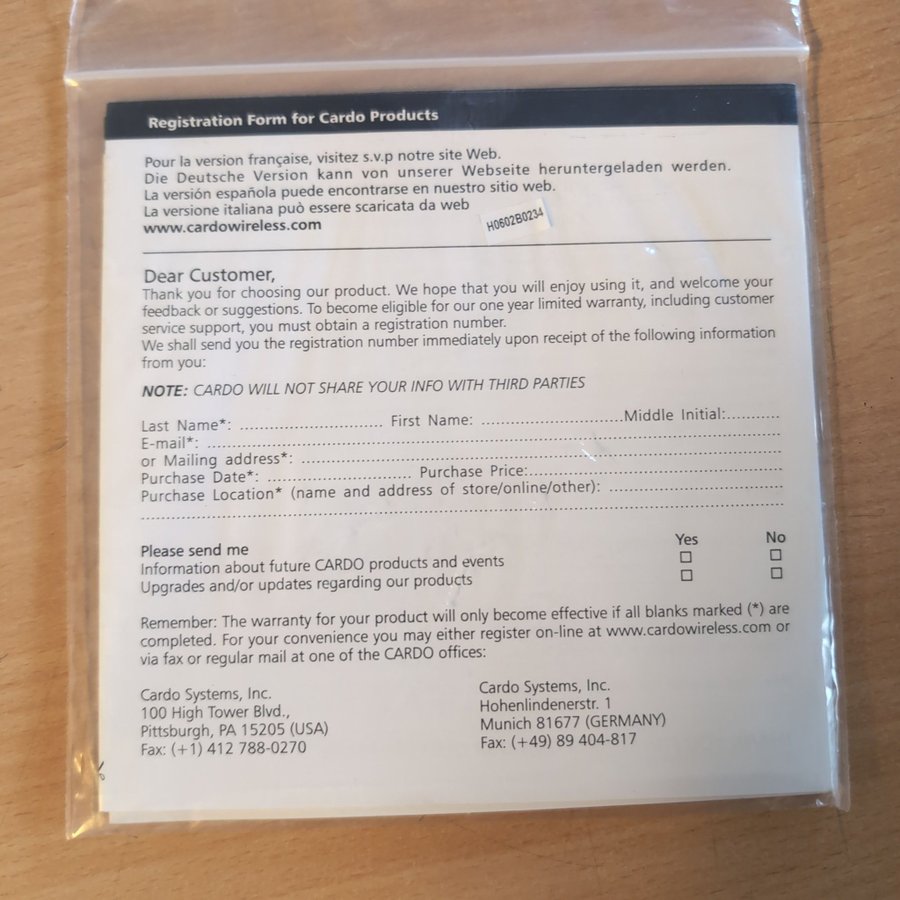 Registration Form for Cardo Products
Pour la version française, visitez s.v.p notre site Web.
Die Deutsche Version kann von unserer Webseite heruntergeladen werden.
La versión española puede encontrarse en nuestro sitio web.
La versione italiana può essere scaricata da web
www.cardowireless.com
H0602B0234
Dear Customer,
Thank you for choosing our product. We hope that you will enjoy using it, and welcome your
feedback or suggestions. To become eligible for our one year limited warranty, including customer
service support, you must obtain a registration number.
We shall send you the registration number immediately upon receipt of the following information
from you:
NOTE: CARDO WILL NOT SHARE YOUR INFO WITH THIRD PARTIES
Last Name*: .............................. First Name: ..............................Middle Initial:...........
E-mail*: ..............................................................................................................
or Mailing address*: ..............................................................................................
Purchase Date*: .............................. Purchase Price:....................................................
Purchase Location* (name and address of store/online/other): ....................................
..............................................................................................................................
Please send me Yes No
Information about future CARDO products and events □ □
Upgrades and/or updates regarding our products □ □
Remember: The warranty for your product will only become effective if all blanks marked (*) are
completed. For your convenience you may either register on-line at www.cardowireless.com or
via fax or regular mail at one of the CARDO offices:
Cardo Systems, Inc.
100 High Tower Blvd.,
Pittsburgh, PA 15205 (USA)
Fax: (+1) 412 788-0270
Cardo Systems, Inc.
Hohenlindenerstr. 1
Munich 81677 (GERMANY)
Fax: (+49) 89 404-817